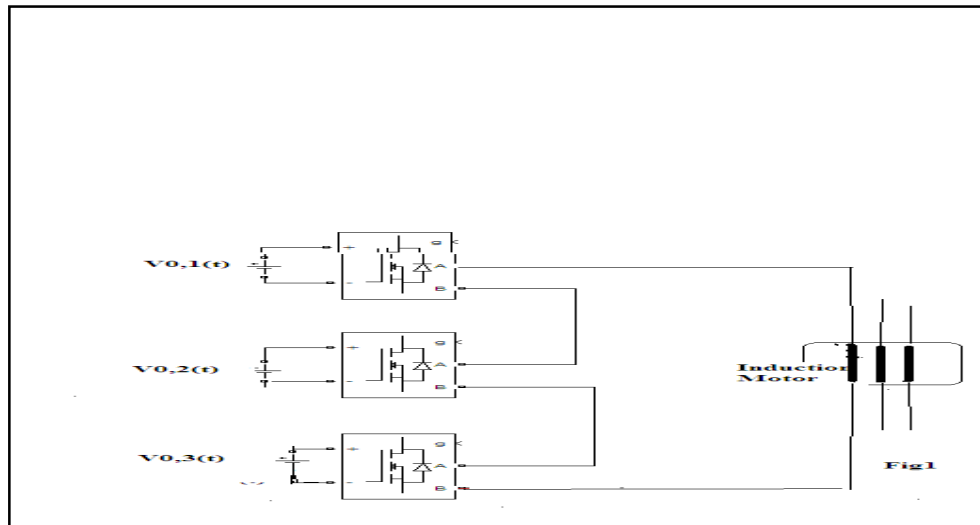 g
+
V0,1(t)
A
-
B
g
+
V0,2(t)
A
-
B
Induction
Motor
g
+
V0,3(t)
A
Fig1
-
B